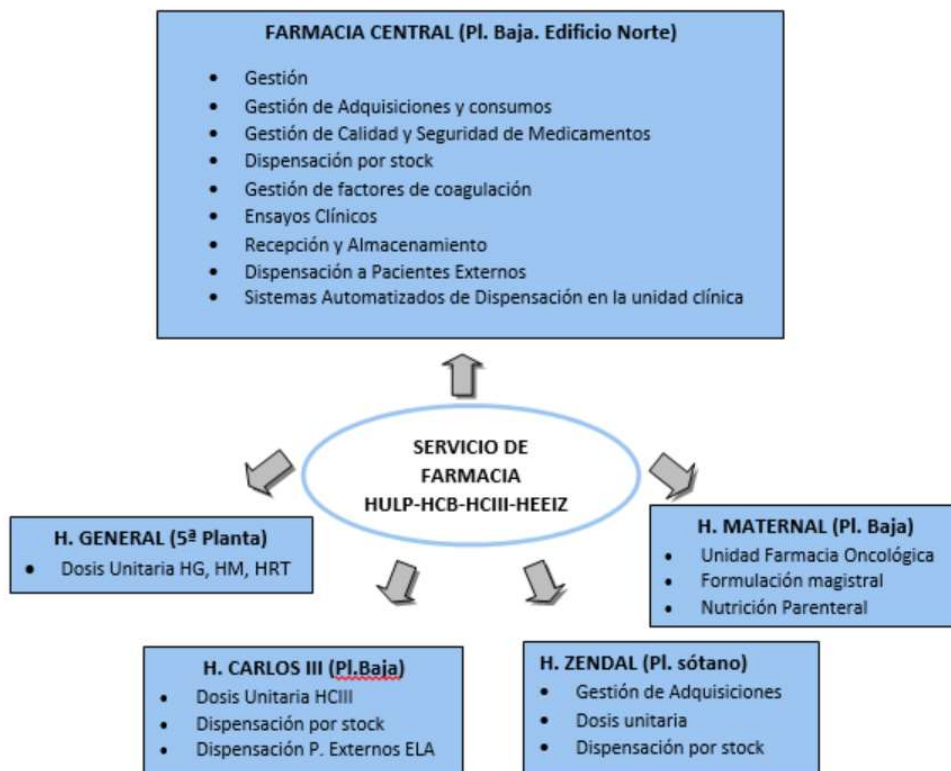 FARMACIA CENTRAL (Pl. Baja. Edificio Norte)
• Gestión
• Gestión de Adquisiciones y consumos
• Gestión de Calidad y Seguridad de Medicamentos
• Dispensación por stock
• Gestión de factores de coagulación
• Ensayos Clínicos
• Recepción y Almacenamiento
• Dispensación a Pacientes Externos
• Sistemas Automatizados de Dispensación en la unidad clínica
SERVICIO DE
FARMACIA
HULP-HCB-HCIII-HEEIZ
H. GENERAL (5ª Planta)
• Dosis Unitaria HG, HM, HRT
H. MATERNAL (Pl. Baja)
• Unidad Farmacia Oncológica
• Formulación magistral
• Nutrición Parenteral
H. CARLOS III (Pl.Baja)
• Dosis Unitaria HCIII
• Dispensación por stock
• Dispensación P. Externos ELA
H. ZENDAL (Pl. sótano)
• Gestión de Adquisiciones
• Dosis unitaria
• Dispensación por stock